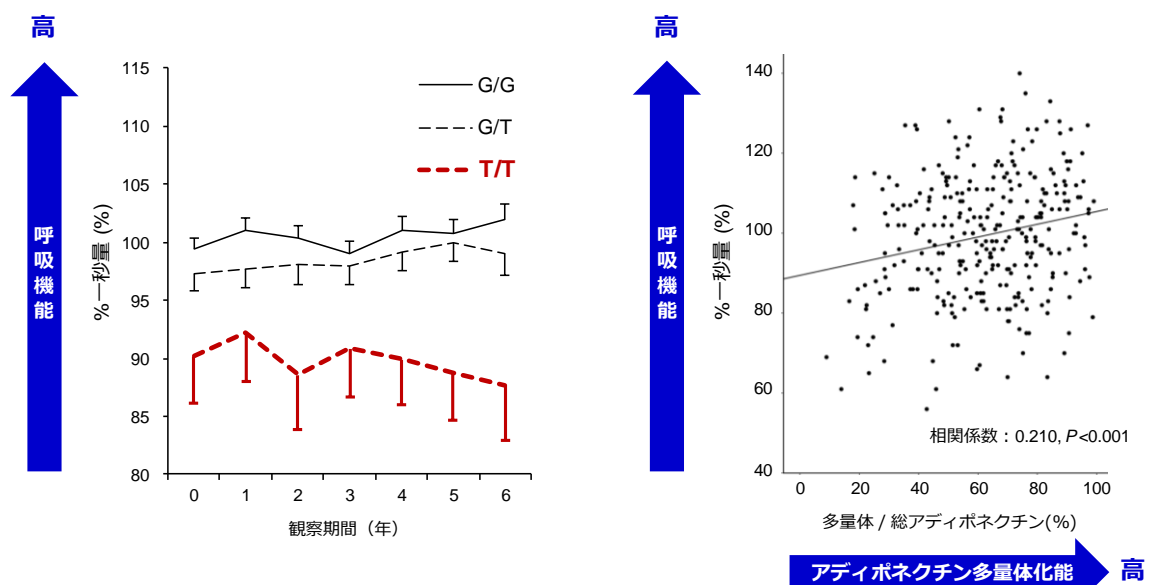 高
呼吸機能
%一秒量 (%)
115
110
105
100
95
90
85
80
G/G
G/T
T/T
0 1 2 3 4 5 6
観察期間（年）
高
呼吸機能
%一秒量 (%)
140
120
100
80
60
40
相関係数：0.210, P<0.001
0 20 40 60 80 100
多量体 / 総アディポネクチン(%)
アディポネクチン多量体化能
高